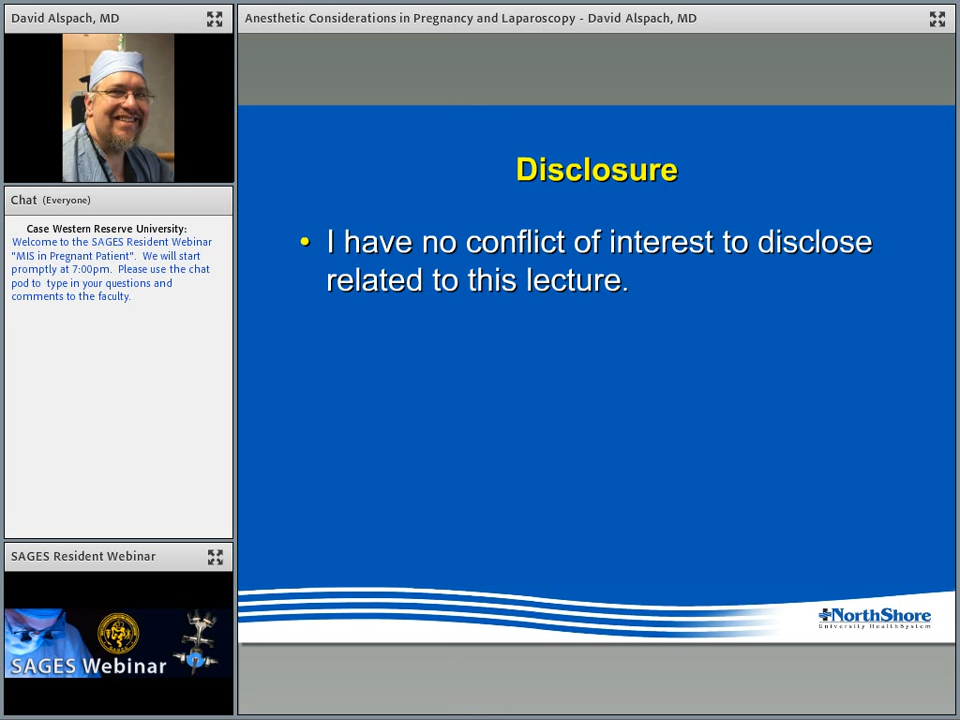 David Alspach, MD
Anesthetic Considerations in Pregnancy and Laparoscopy - David Alspach, MD
Chat (Everyone)
Case Western Reserve University:
Welcome to the SAGES Resident Webinar
"MIS in Pregnant Patient". We will start
promptly at 7:00pm. Please use the chat
pod to type in your questions and
comments to the faculty.
SAGES Resident Webinar
SAGES Webinar
Disclosure
• I have no conflict of interest to disclose
related to this lecture.
NorthShore
University HealthSystem